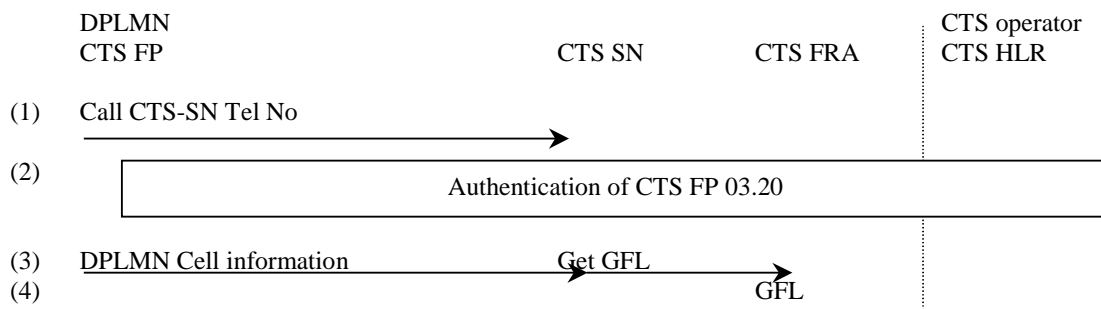 DPLMN CTS operator
CTS FP CTS SN CTS FRA CTS HLR
(1) Call CTS-SN Tel No
(2) Authentication of CTS FP 03.20
(3) DPLMN Cell information Get GFL
(4) GFL